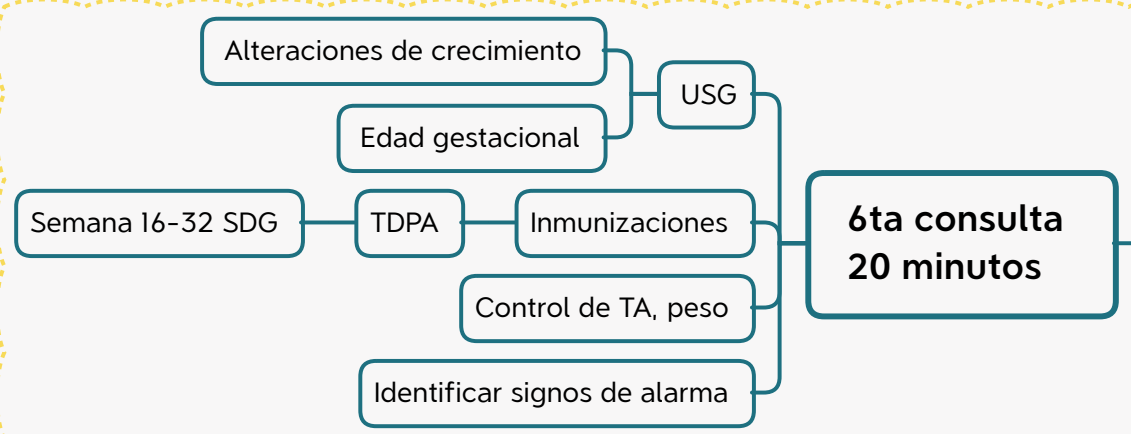 Alteraciones de crecimiento
USG
Edad gestacional
Semana 16-32 SDG
TDPA
Inmunizaciones
6ta consulta
20 minutos
Control de TA, peso
Identificar signos de alarma